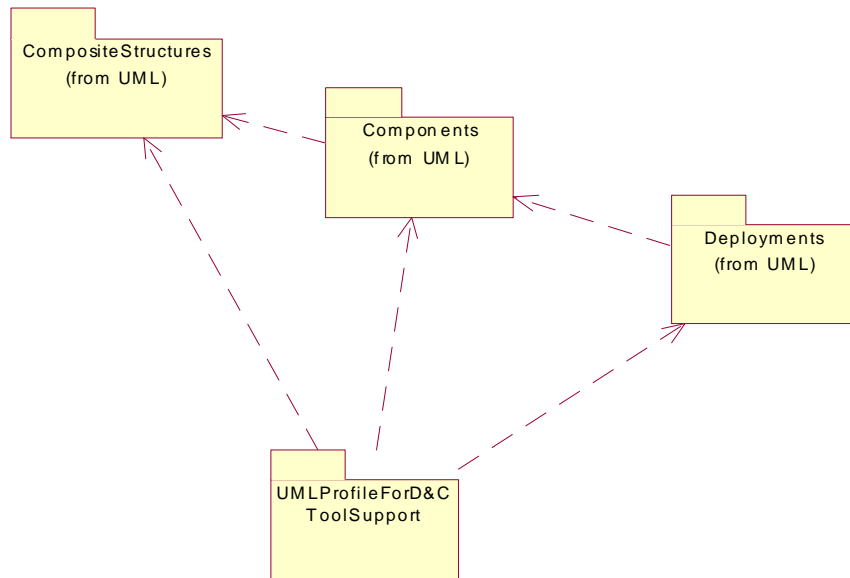 CompositeStructures
(from UML)
Components
(from UML)
Deployments
(from UML)
UMLProfileForD&C
ToolSupport